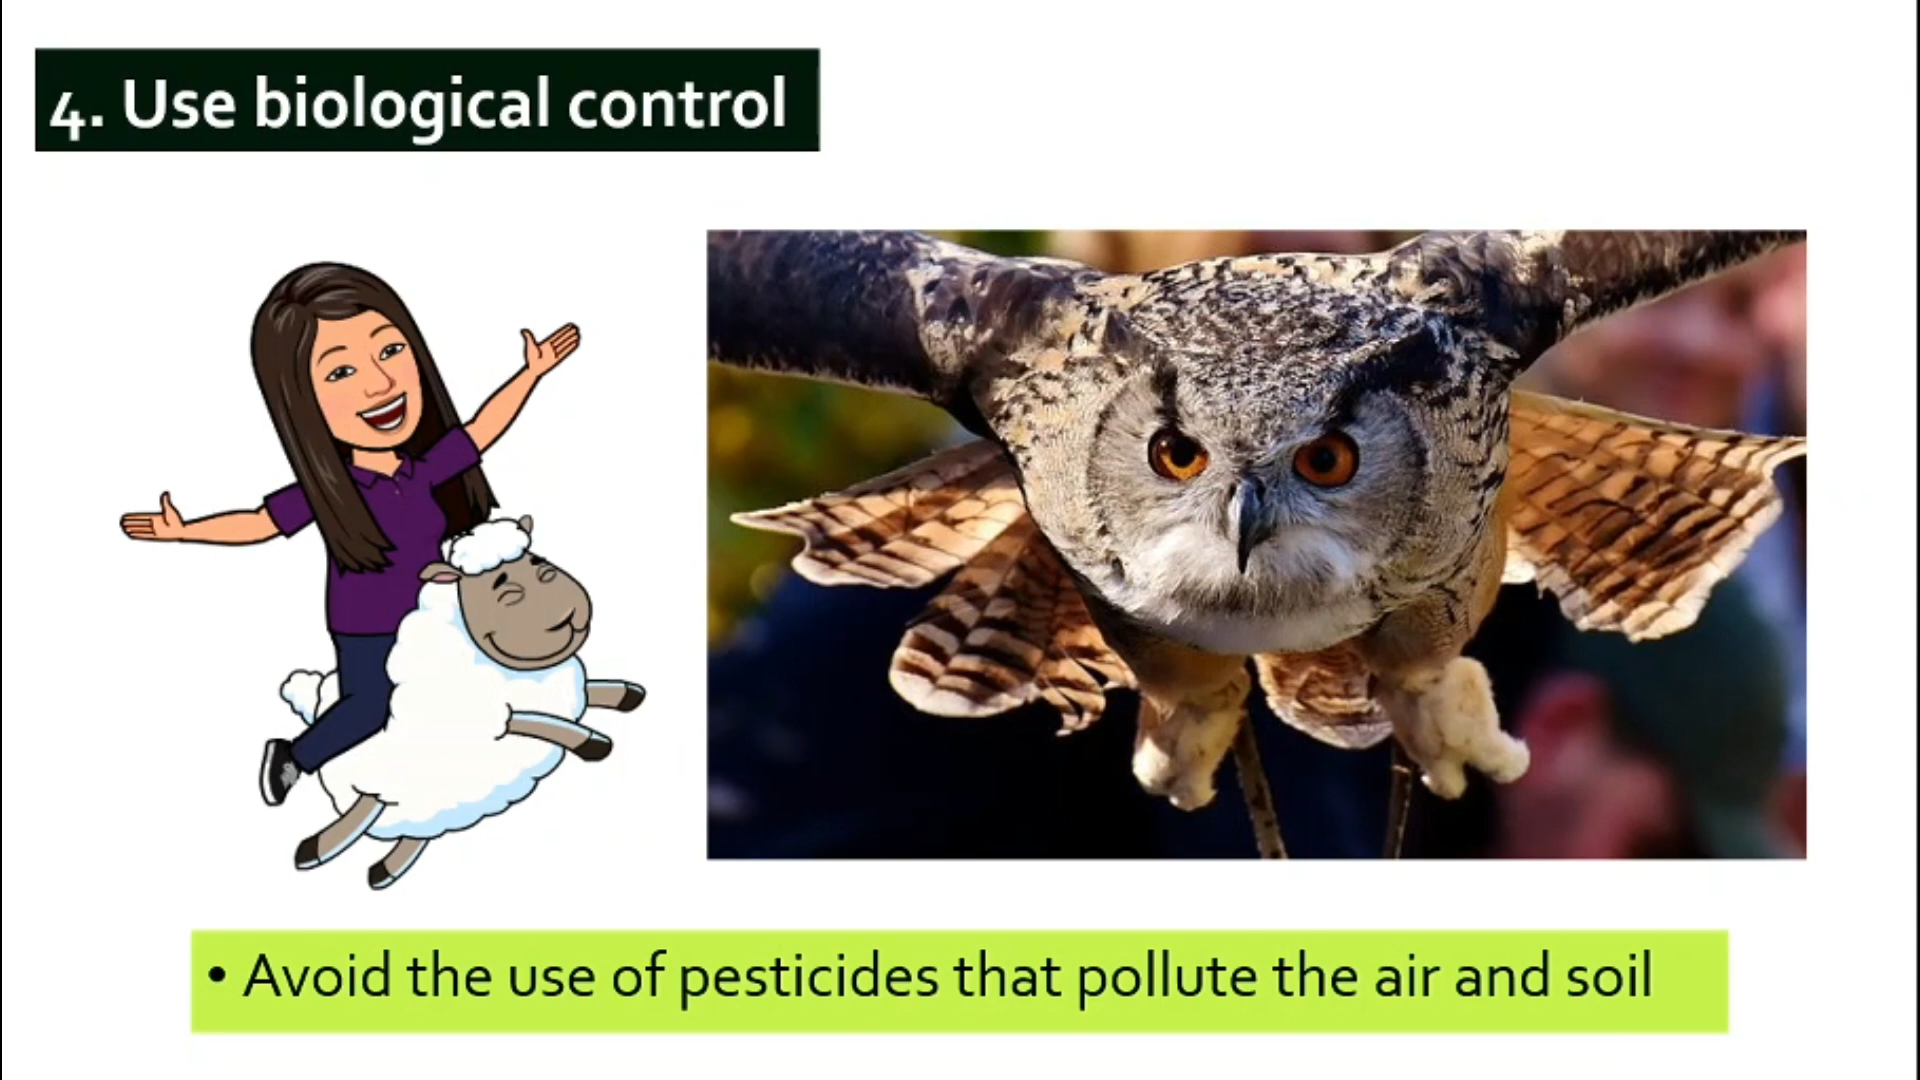 4. Use biological control
• Avoid the use of pesticides that pollute the air and soil